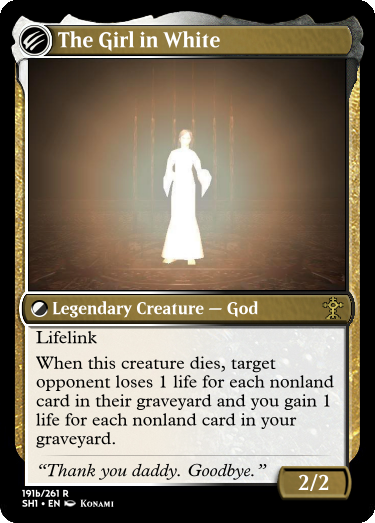 The Girl in White
Legendary Creature — God
Lifelink
When this creature dies, target
opponent loses 1 life for each nonland
card in their graveyard and you gain 1
life for each nonland card in your
graveyard.
“Thank you daddy. Goodbye.”
2/2
191b/261 R
SH1 • EN Konami